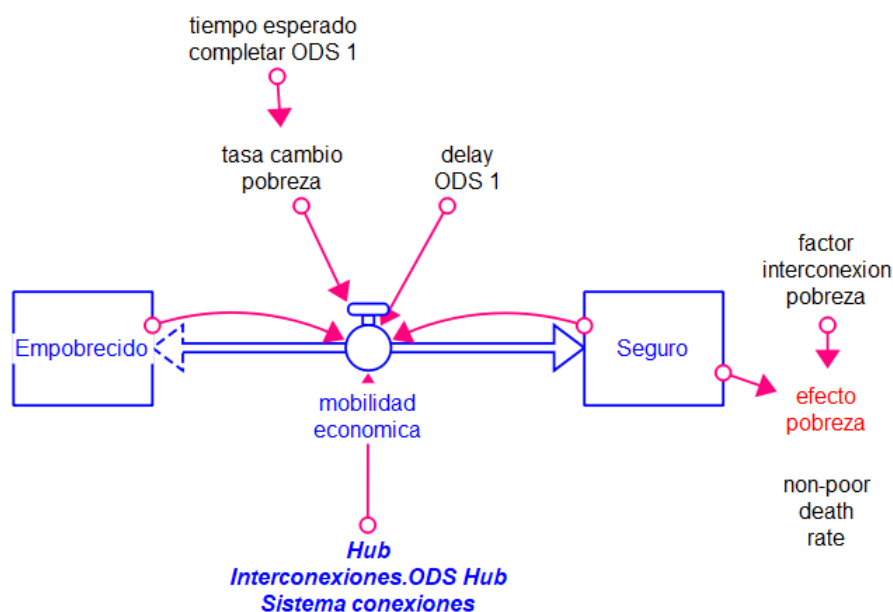 tiempo esperado
completar ODS 1
tasa cambio
pobreza
delay
ODS 1
factor
interconexion
pobreza
Empobrecido
Seguro
mobilidad
economica
efecto
pobreza
non-poor
death
rate
Hub
Interconexiones.ODS Hub
Sistema conexiones